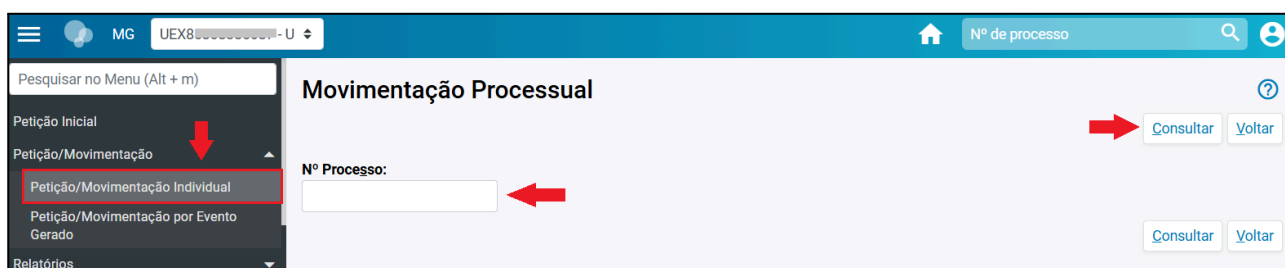 MG
- U
Nº de processo
Pesquisar no Menu (Alt + m)
Movimentação Processual
Petição Inicial
Consultar Voltar
Petição/Movimentação
Nº Processo:
Petição/Movimentação Individual
Petição/Movimentação por Evento
Gerado
Consultar Voltar
Relatórios